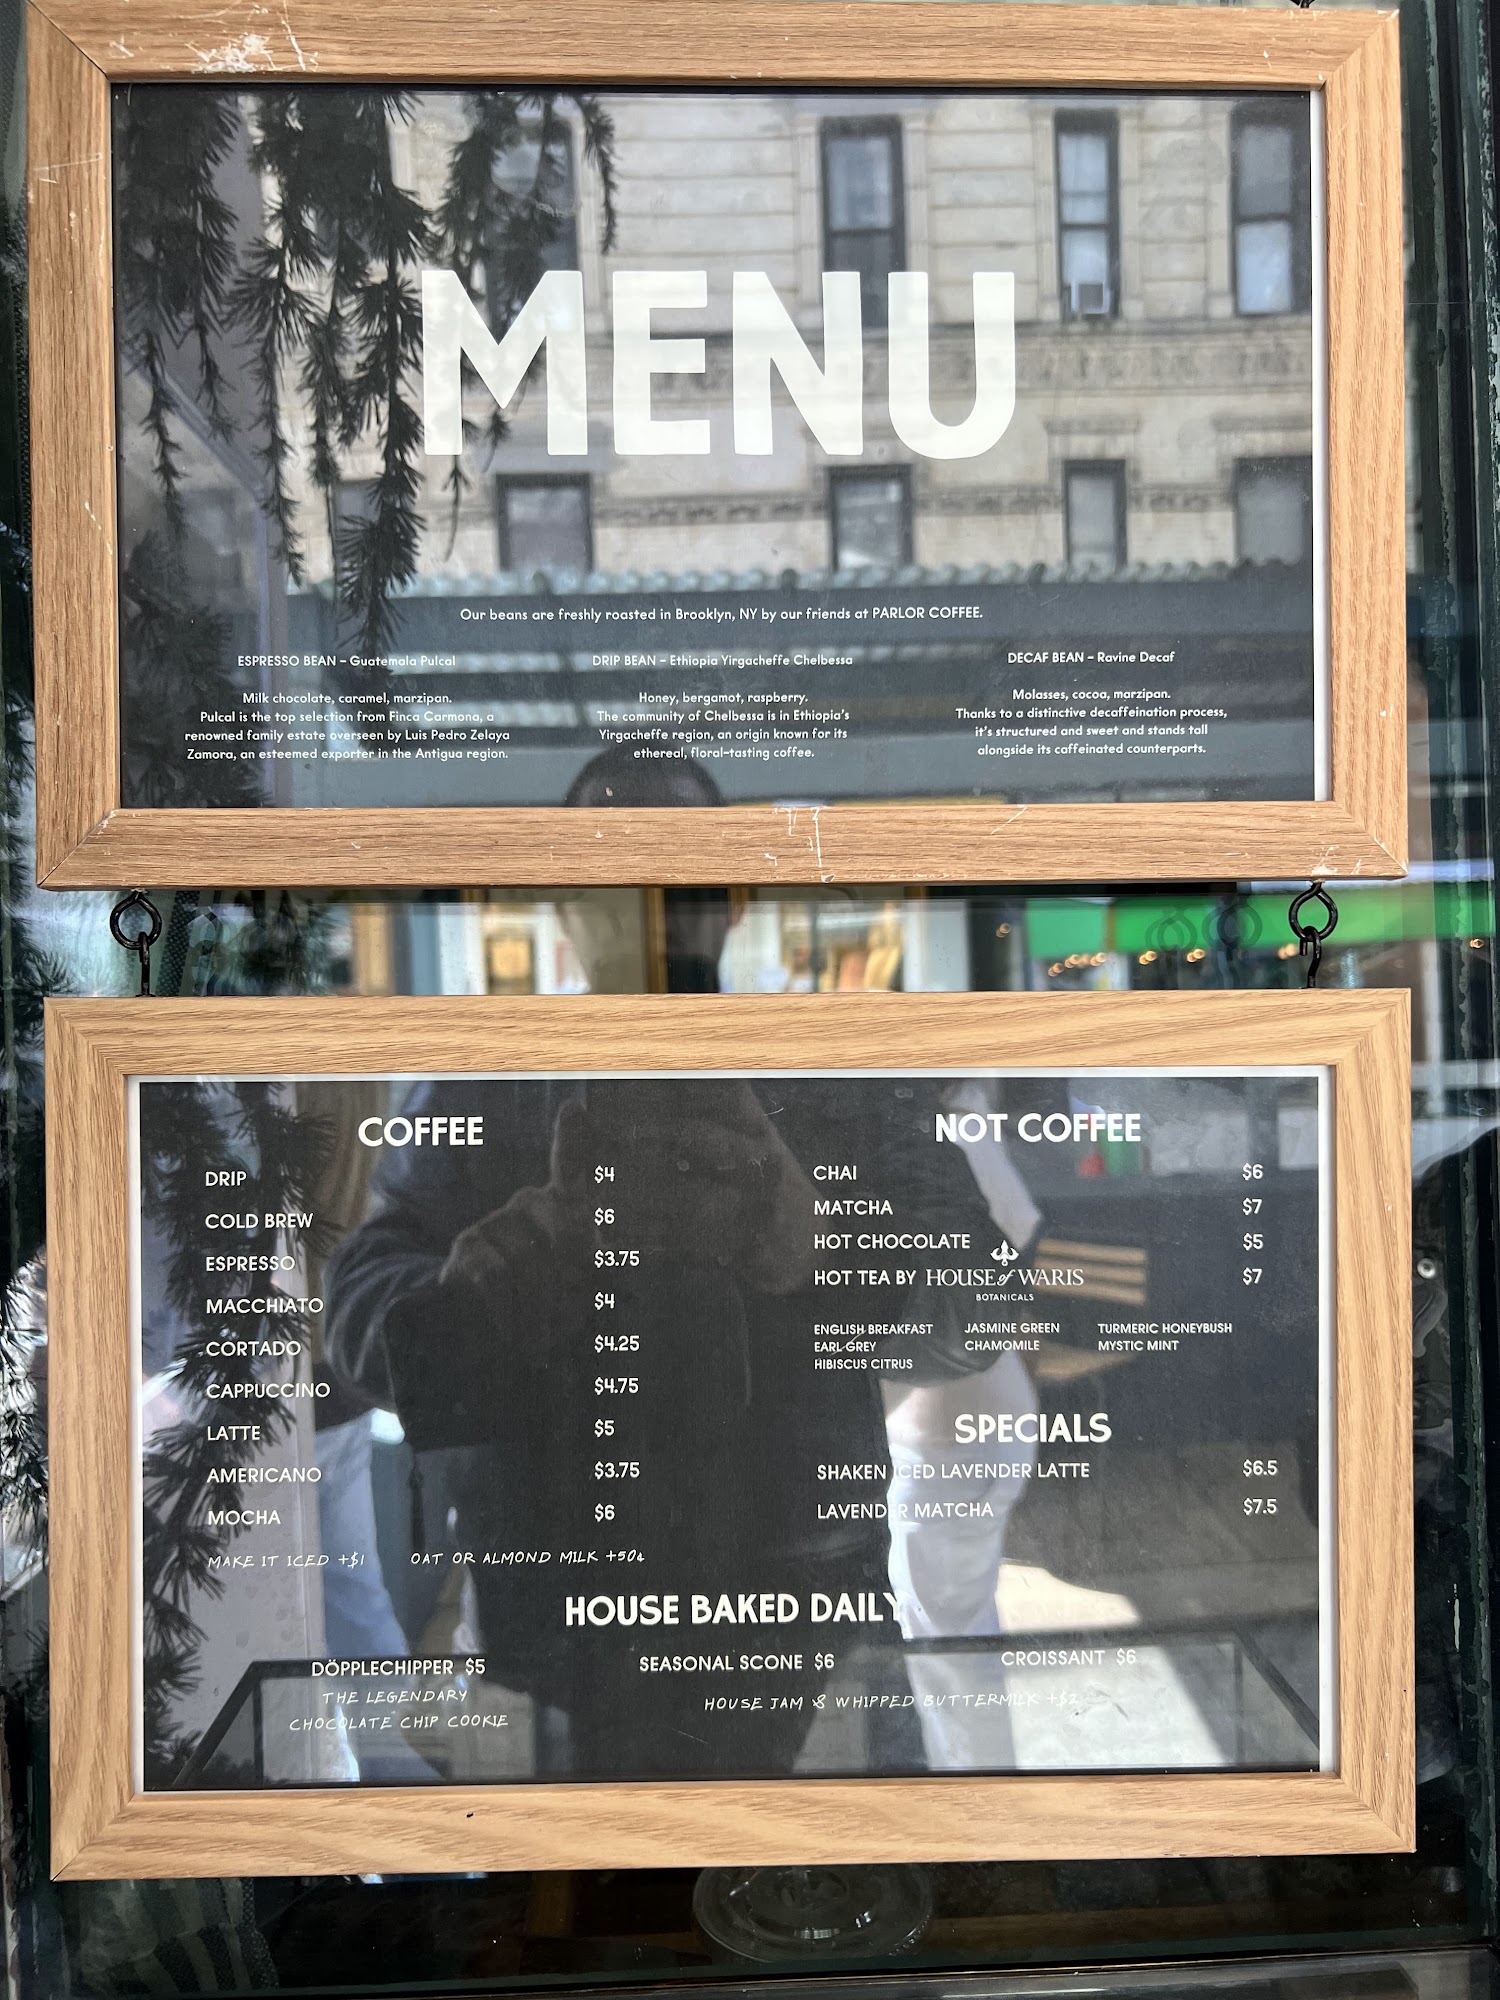 MENU
Our beans are freshly roasted in Brooklyn, NY by our friends at PARLOR COFFEE.
ESPRESSO BEAN – Guatemala Pulcal
Milk chocolate, caramel, marzipan.
Pulcal is the top selection from Finca Carmona, a
renowned family estate overseen by Luis Pedro Zelaya
Zamora, an esteemed exporter in the Antigua region.
DRIP BEAN – Ethiopia Yirgacheffe Chelbessa
Honey, bergamot, raspberry.
The community of Chelbessa is in Ethiopia's
Yirgacheffe region, an origin known for its
ethereal, floral-tasting coffee.
DECAF BEAN – Ravine Decaf
Molasses, cocoa, marzipan.
Thanks to a distinctive decaffeination process,
it's structured and sweet and stands tall
alongside its caffeinated counterparts.
COFFEE
DRIP $4
COLD BREW $6
ESPRESSO $3.75
MACCHIATO $4
CORTADO $4.25
CAPPUCCINO $4.75
LATTE $5
AMERICANO $3.75
MOCHA $6
MAKE IT ICED +$1 OAT OR ALMOND MILK +50¢
NOT COFFEE
CHAI $6
MATCHA $7
HOT CHOCOLATE $5
HOT TEA BY HOUSE of WARIS $7
BOTANICALS
ENGLISH BREAKFAST JASMINE GREEN TURMERIC HONEYBUSH
EARL GREY CHAMOMILE MYSTIC MINT
HIBISCUS CITRUS
SPECIALS
SHAKEN ICED LAVENDER LATTE $6.5
LAVENDER MATCHA $7.5
HOUSE BAKED DAILY
DÖPPLECHIPPER $5
THE LEGENDARY
CHOCOLATE CHIP COOKIE
SEASONAL SCONE $6 CROISSANT $6
HOUSE JAM & WHIPPED BUTTERMILK +$2